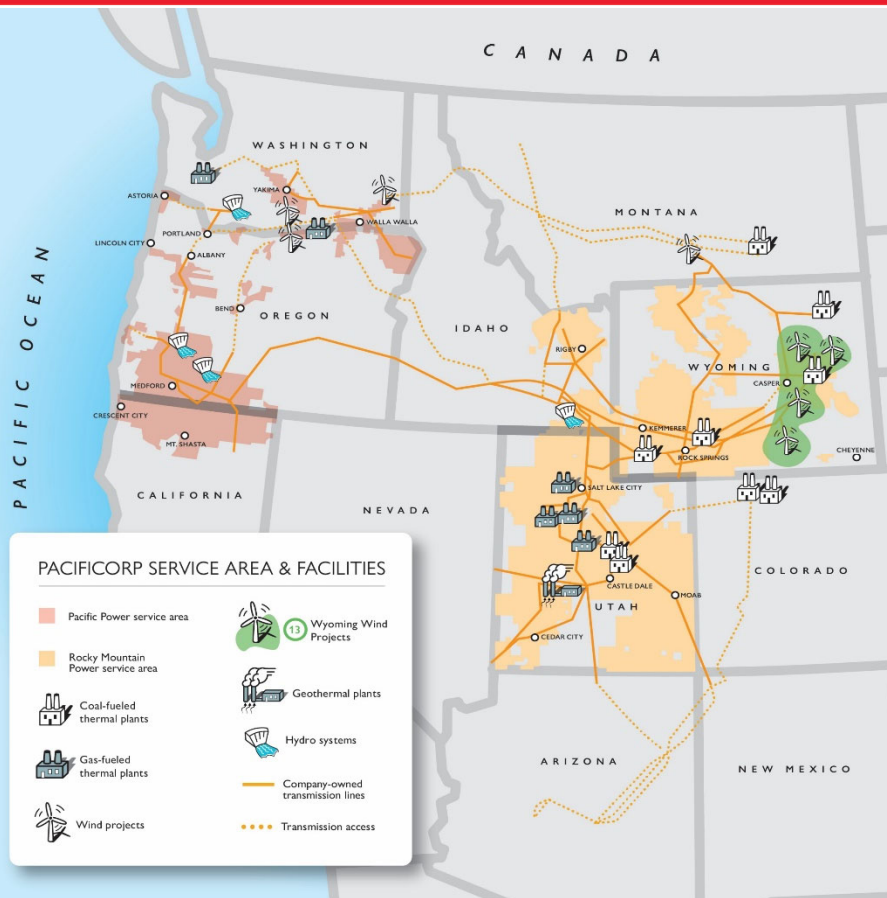 CANADA
WASHINGTON
YAKIMA
ASTORIA
WALLA WALLA
MONTANA
PORTLAND
LINCOLN CITY
ALBANY
PACIFIC OCEAN
BEND
OREGON
IDAHO
RIGBY
WYOMING
CASPER
MEDFORD
CRESCENT CITY
KEMMERER
MT. SHASTA
ROCK SPRINGS
CHEYENNE
SALT LAKE CITY
CALIFORNIA
NEVADA
COLORADO
CASTLE DALE
MOAB
UTAH
CEDAR CITY
ARIZONA
NEW MEXICO
PACIFICORP SERVICE AREA & FACILITIES
Pacific Power service area
Rocky Mountain
Power service area
Coal-fueled
thermal plants
Gas-fueled
thermal plants
Wind projects
13 Wyoming Wind
Projects
Geothermal plants
Hydro systems
Company-owned
transmission lines
Transmission access